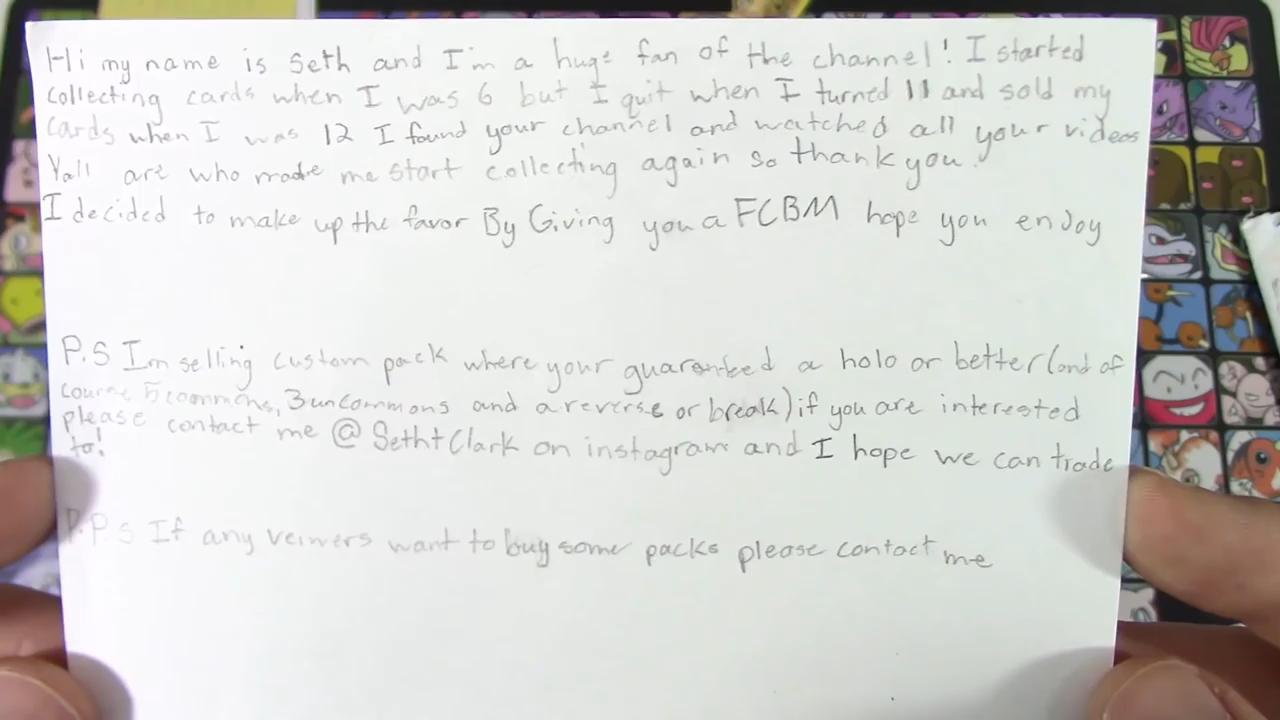 Hi my name is Seth and I'm a huge fan of the channel! I started
collecting cards when I was 6 but I quit when I turned 11 and sold my
cards when I was 12 I found your channel and watched all your videos
Yall are who made me start collecting again so thank you.
I decided to make up the favor By Giving you a FCBM hope you enjoy
P.S Im selling custom pack where your guaranteed a holo or better (and of
course 5 commons, 3 uncommons and a reverse or break) if you are interested
please contact me @ SethtClark on instagram and I hope we can trade
to!
P.P.S If any veiwers want to buy some packs please contact me